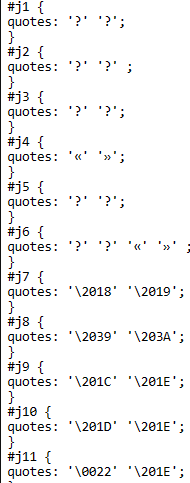 #j1 {
quotes: '?' '?';
}
#j2 {
quotes: '?' '?' ;
}
#j3 {
quotes: '?' '?';
}
#j4 {
quotes: '«' '»';
}
#j5 {
quotes: '?' '?';
}
#j6 {
quotes: '?' '?' '«' '»' ;
}
#j7 {
quotes: '\2018' '\2019';
}
#j8 {
quotes: '\2039' '\203A';
}
#j9 {
quotes: '\201C' '\201E';
}
#j10 {
quotes: '\201D' '\201E';
}
#j11 {
quotes: '\0022' '\201E';
}